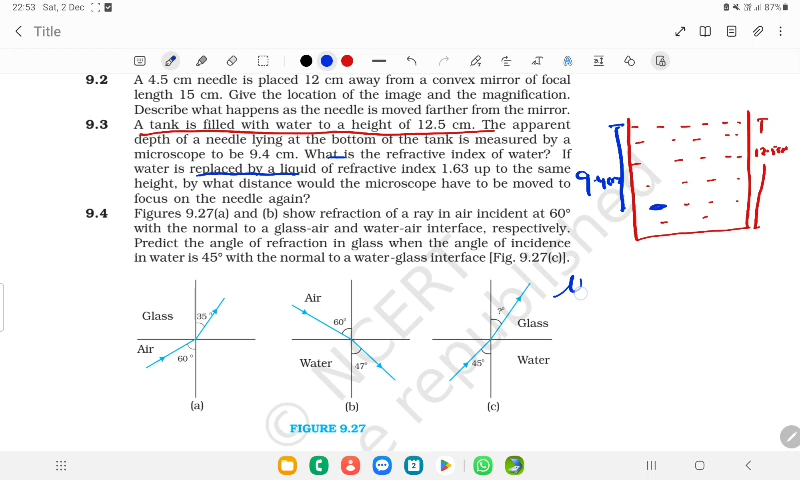 22:53 Sat, 2 Dec
87%
Title
9.2 A 4.5 cm needle is placed 12 cm away from a convex mirror of focal
length 15 cm. Give the location of the image and the magnification.
Describe what happens as the needle is moved farther from the mirror.
9.3 A tank is filled with water to a height of 12.5 cm. The apparent
depth of a needle lying at the bottom of the tank is measured by a
microscope to be 9.4 cm. What is the refractive index of water? If
water is replaced by a liquid of refractive index 1.63 up to the same
height, by what distance would the microscope have to be moved to
focus on the needle again?
9.4 Figures 9.27(a) and (b) show refraction of a ray in air incident at 60°
with the normal to a glass-air and water-air interface, respectively.
Predict the angle of refraction in glass when the angle of incidence
in water is 45° with the normal to a water-glass interface [Fig. 9.27(c)].
12.5cm
9.4cm
Glass
35°
Air
60°
(a)
Air
60°
Water
47°
(b)
?°
Glass
45°
Water
(c)
FIGURE 9.27
© NCERT
be republished
2